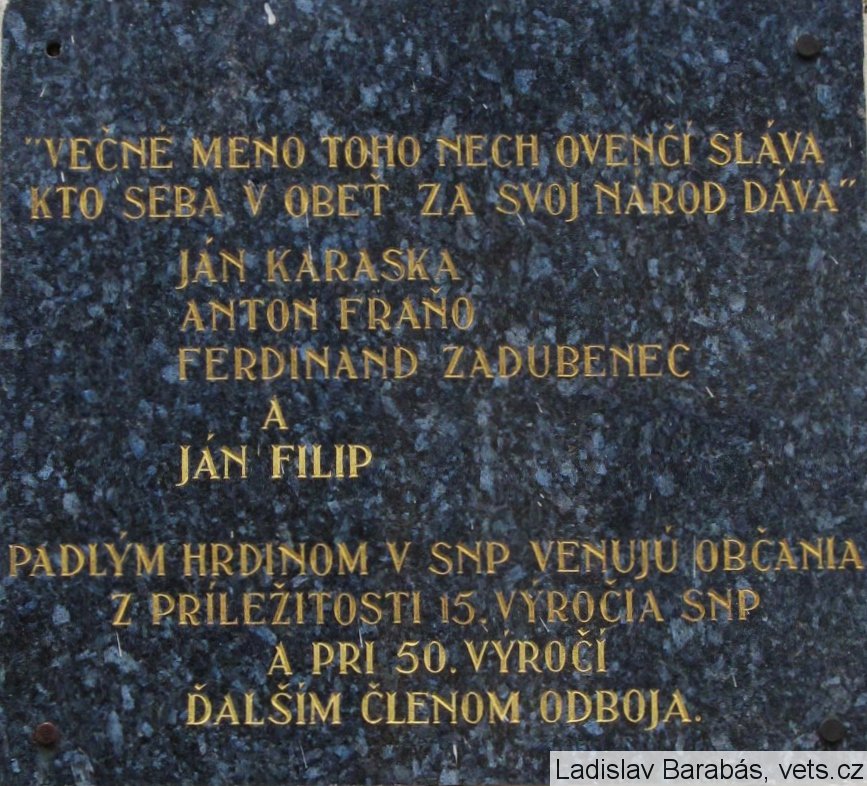 "VEČNÉ MENO TOHO NECH OVENČÍ SLÁVA
KTO SEBA V OBEŤ ZA SVOJ NÁROD DÁVA"
JÁN KARASKA
ANTON FRAŇO
FERDINAND ZADUBENEC
A
JÁN FILIP
PADLÝM HRDINOM V SNP VENUJÚ OBČANIA
Z PRÍLEŽITOSTI 15. VÝROČIA SNP
A PRI 50. VÝROČÍ
ĎALŠÍM ČLENOM ODBOJA.
Ladislav Barabás, vets.cz